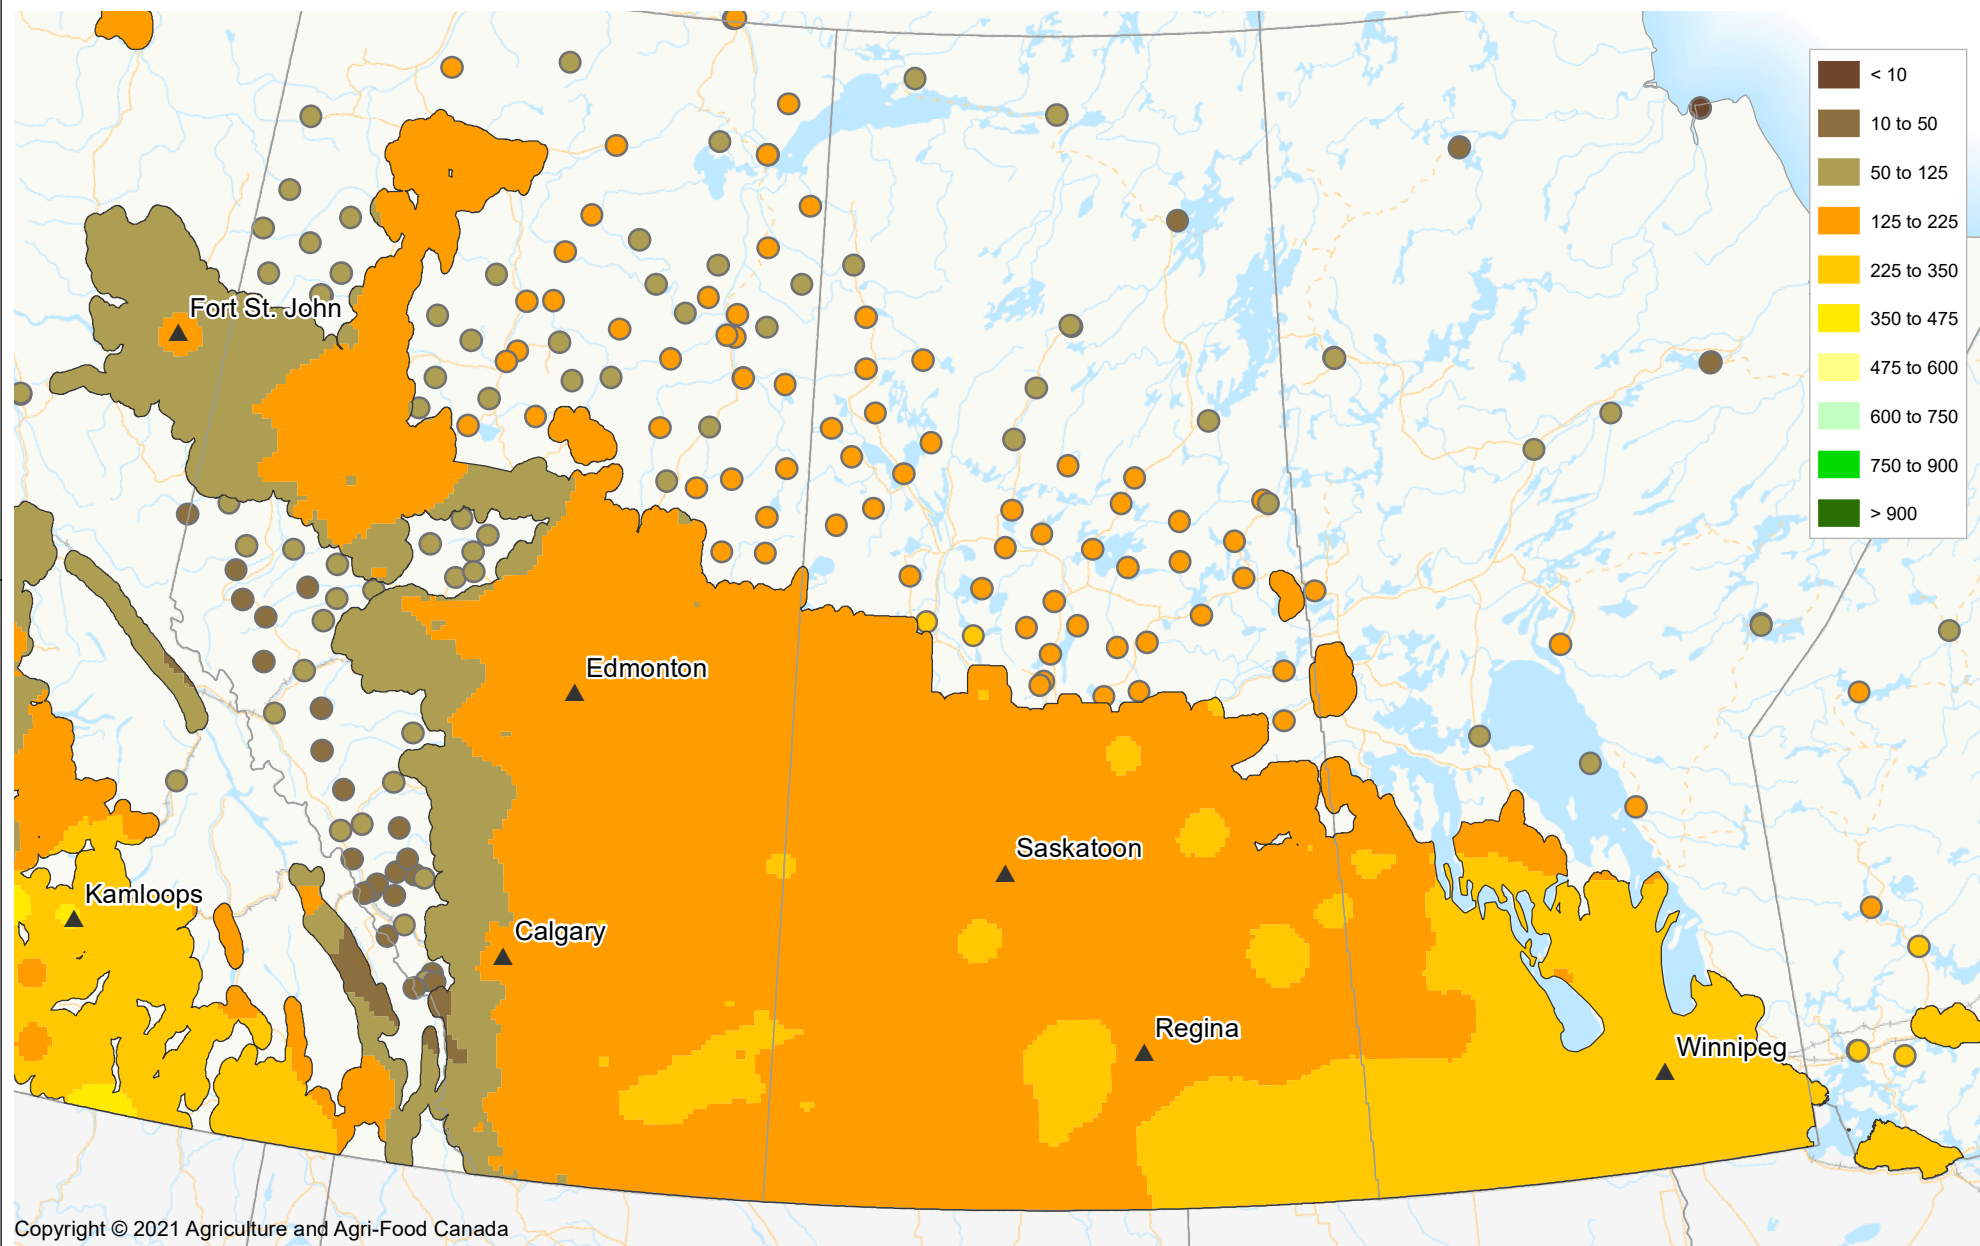 < 10
10 to 50
50 to 125
125 to 225
225 to 350
350 to 475
475 to 600
600 to 750
750 to 900
> 900
Fort St. John
Edmonton
Saskatoon
Kamloops
Calgary
Regina
Winnipeg
Copyright © 2021 Agriculture and Agri-Food Canada